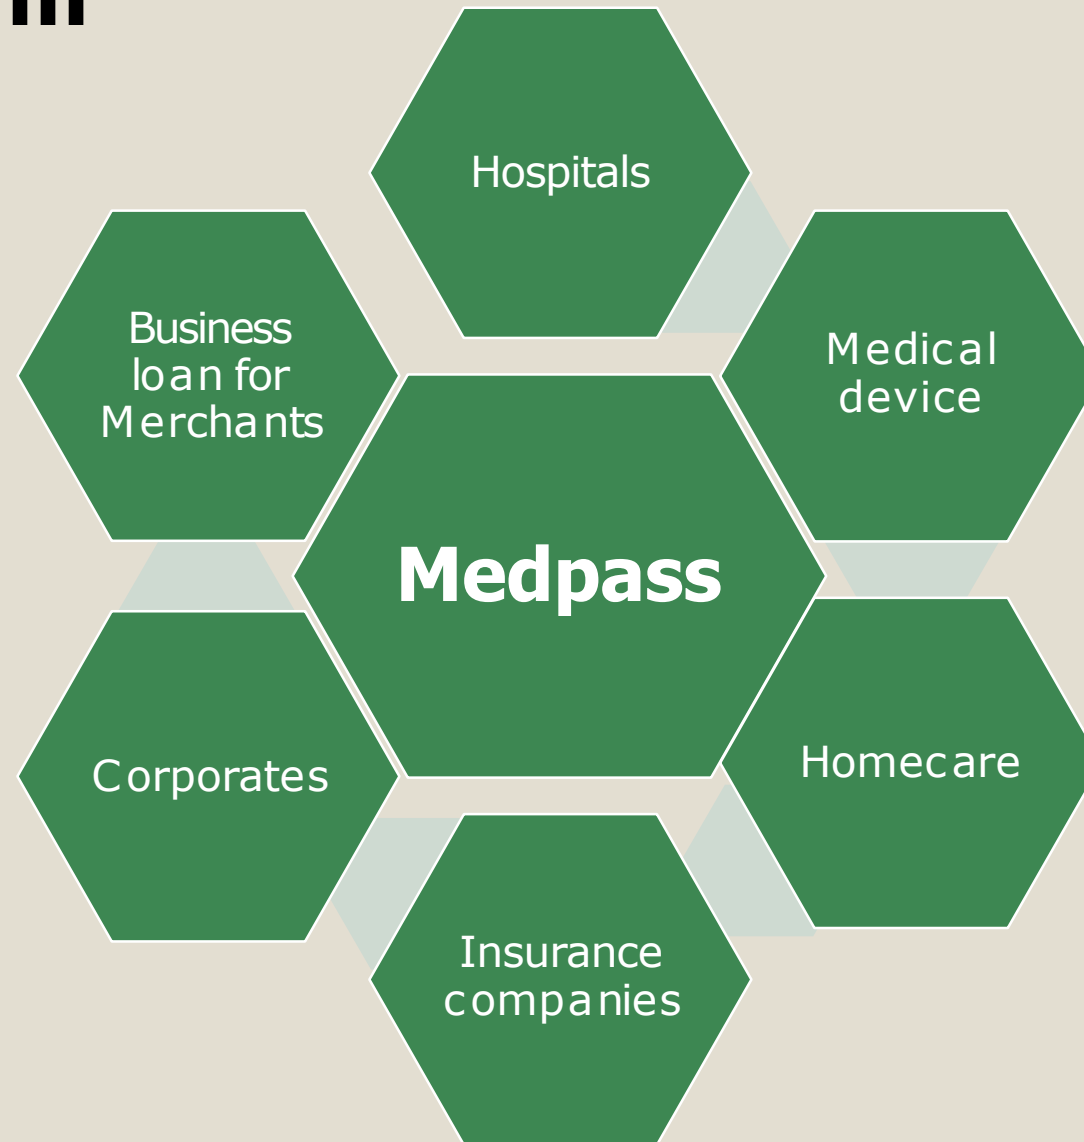 Hospitals
Business
loan for
Merchants
Medical
device
Medpass
Corporates
Homecare
Insurance
companies